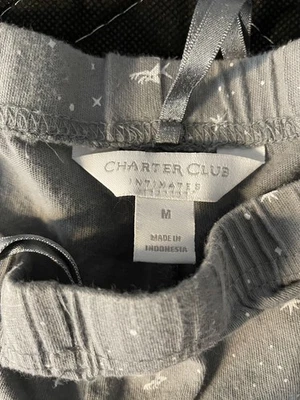 CHARTER CLUB
INTIMATES
M
MADE IN
INDONESIA